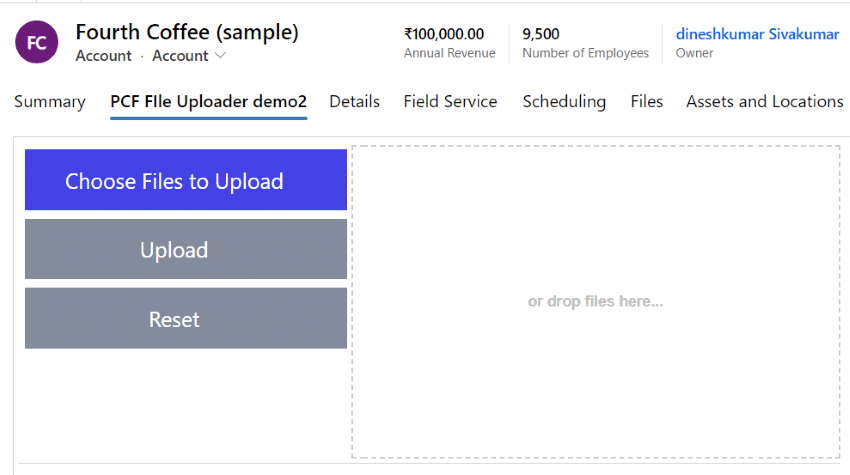 FC
Fourth Coffee (sample)
Account · Account
₹100,000.00
Annual Revenue
9,500
Number of Employees
dineshkumar Sivakumar
Owner
Summary PCF FIle Uploader demo2 Details Field Service Scheduling Files Assets and Locations
Choose Files to Upload
Upload
Reset
or drop files here...